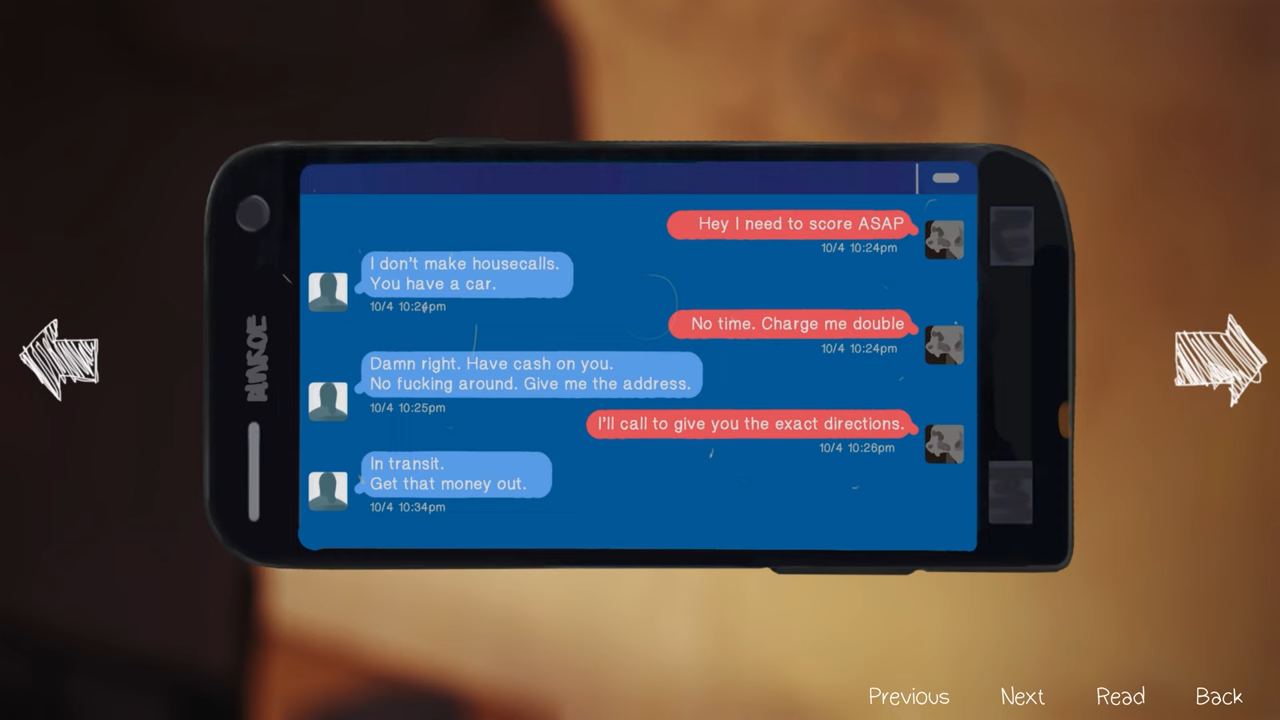 Hey I need to score ASAP
10/4 10:24pm
I don't make housecalls.
You have a car.
10/4 10:24pm
No time. Charge me double
10/4 10:24pm
Damn right. Have cash on you.
No fucking around. Give me the address.
10/4 10:25pm
I'll call to give you the exact directions.
10/4 10:26pm
In transit.
Get that money out.
10/4 10:34pm
Previous Next Read Back